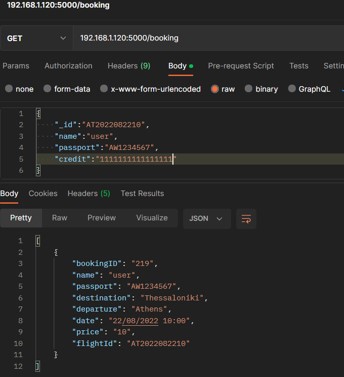 192.168.1.120:5000/booking
GET 192.168.1.120:5000/booking
Params Authorization Headers (9) Body Pre-request Script Tests Settin
none form-data x-www-form-urlencoded raw binary GraphQL
1 {
2 "_id":"AT2022082210",
3 "name":"user",
4 "passport":"AW1234567",
5 "credit":"1111111111111111"
6 }
Body Cookies Headers (5) Test Results
Pretty Raw Preview Visualize JSON
1 [
2 {
3 "bookingID": "219",
4 "name": "user",
5 "passport": "AW1234567",
6 "destination": "Thessaloniki",
7 "departure": "Athens",
8 "date": "22/08/2022 10:00",
9 "price": "10",
10 "flightId": "AT2022082210"
11 }
12 ]